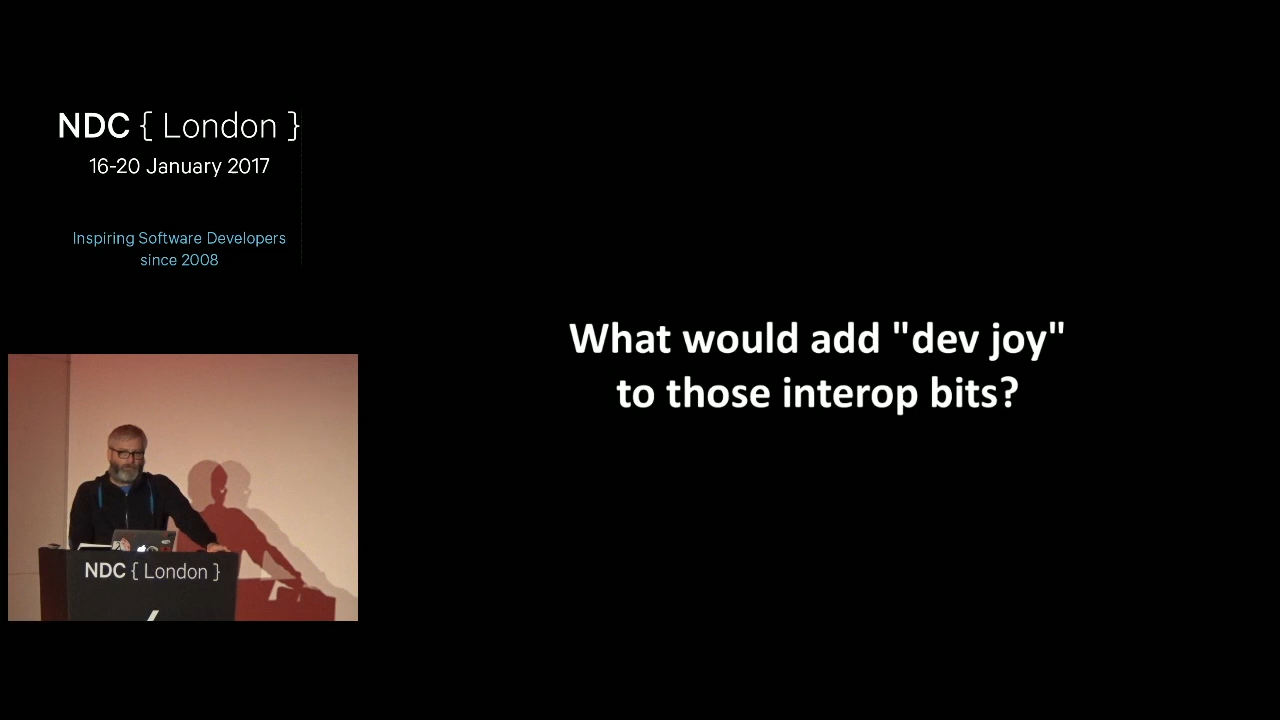 NDC { London }
16-20 January 2017
Inspiring Software Developers
since 2008
What would add "dev joy"
to those interop bits?
NDC { London }